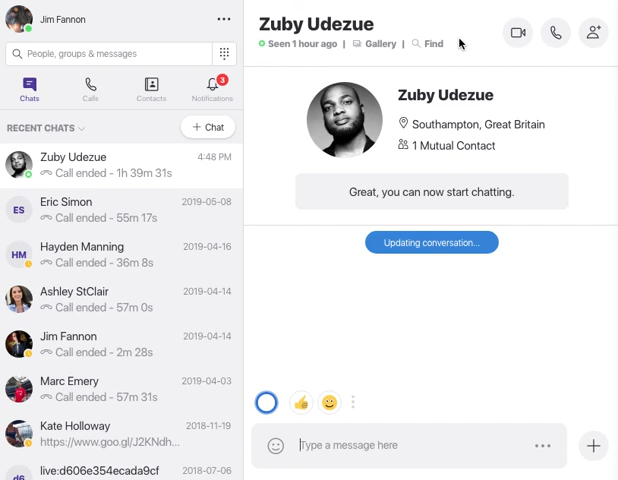 Jim Fannon
People, groups & messages
Chats
Calls
Contacts
3
Notifications
RECENT CHATS
+ Chat
Zuby Udezue
4:48 PM
Call ended - 1h 39m 31s
ES
Eric Simon
2019-05-08
Call ended - 55m 17s
HM
Hayden Manning
2019-04-16
Call ended - 36m 8s
Ashley StClair
2019-04-14
Call ended - 57m 0s
Jim Fannon
2019-04-14
Call ended - 2m 28s
Marc Emery
2019-04-03
Call ended - 57m 31s
Kate Holloway
2018-11-19
https://www.goo.gl/J2KNdh...
d6
live:d606e354ecada9cf
2018-07-06
Zuby Udezue
Seen 1 hour ago | Gallery | Find
Zuby Udezue
Southampton, Great Britain
1 Mutual Contact
Great, you can now start chatting.
Updating conversation...
Type a message here